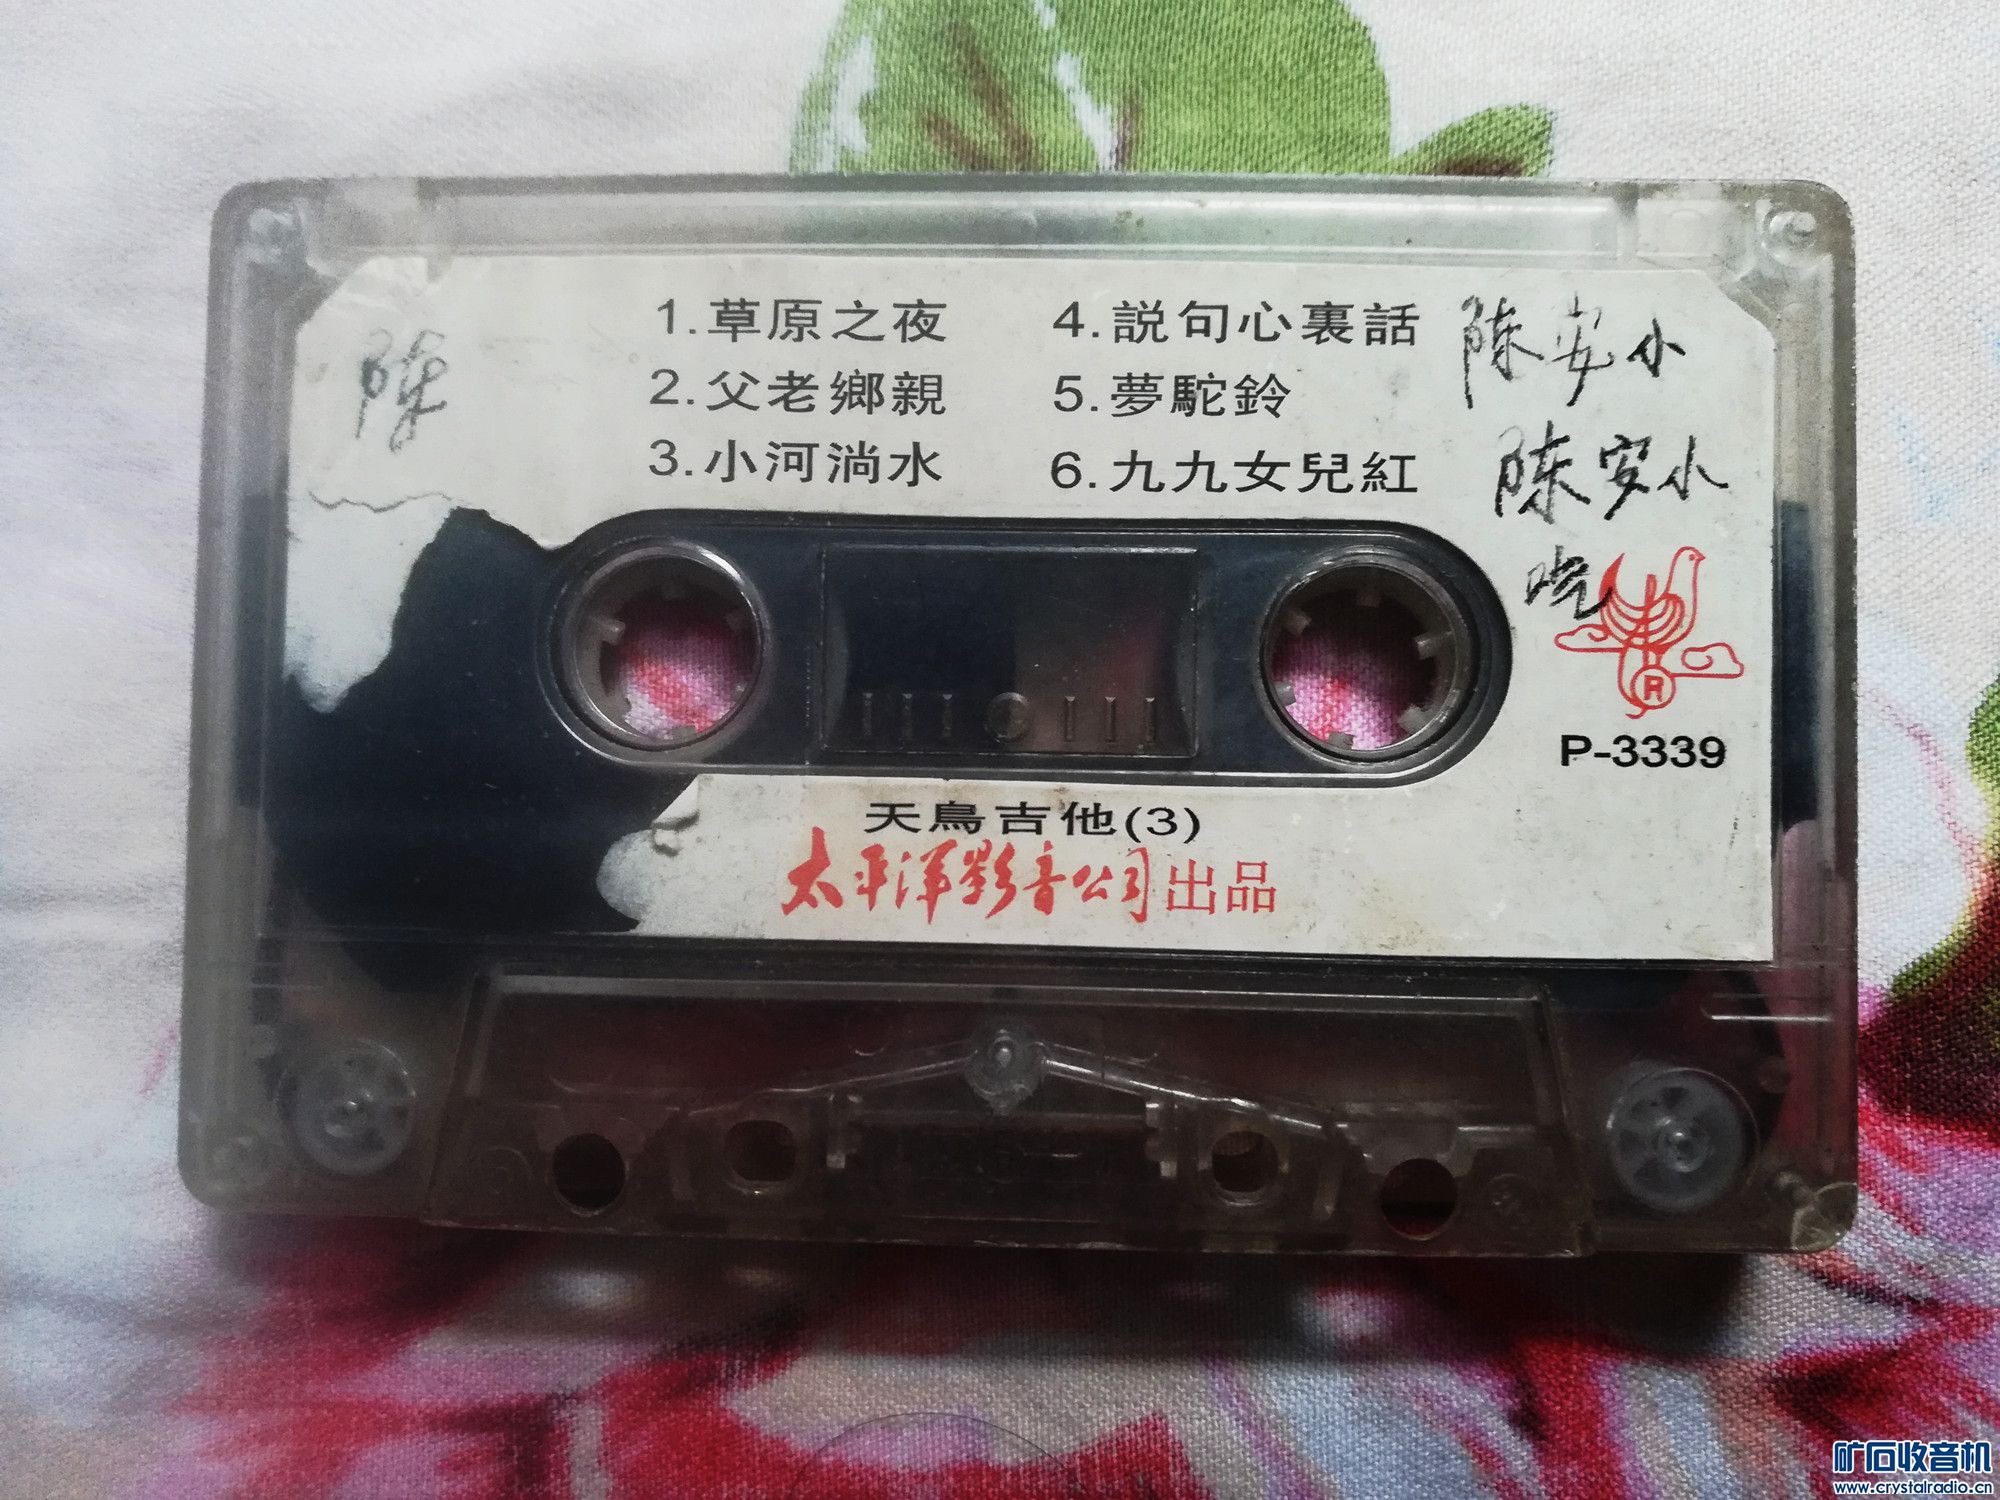 1.草原之夜
2.父老鄉親
3.小河淌水
4.説句心裏話
5.夢駝鈴
6.九九女兒紅
陈
陈安小
陈安小
R
P-3339
天鳥吉他(3)
太平洋影音公司出品
矿石收音机
www.crystalradio.cn